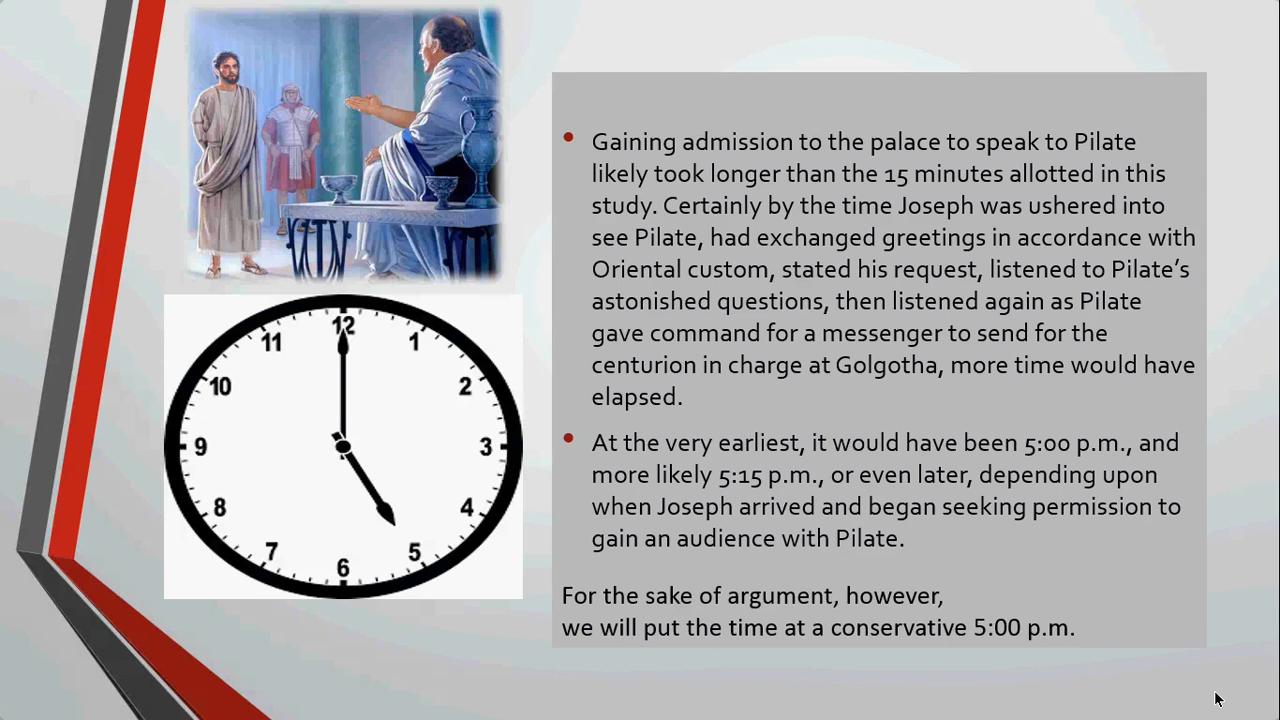 12
11
1
10
2
9
3
8
4
7
5
6
• Gaining admission to the palace to speak to Pilate
likely took longer than the 15 minutes allotted in this
study. Certainly by the time Joseph was ushered into
see Pilate, had exchanged greetings in accordance with
Oriental custom, stated his request, listened to Pilate’s
astonished questions, then listened again as Pilate
gave command for a messenger to send for the
centurion in charge at Golgotha, more time would have
elapsed.
• At the very earliest, it would have been 5:00 p.m., and
more likely 5:15 p.m., or even later, depending upon
when Joseph arrived and began seeking permission to
gain an audience with Pilate.
For the sake of argument, however,
we will put the time at a conservative 5:00 p.m.